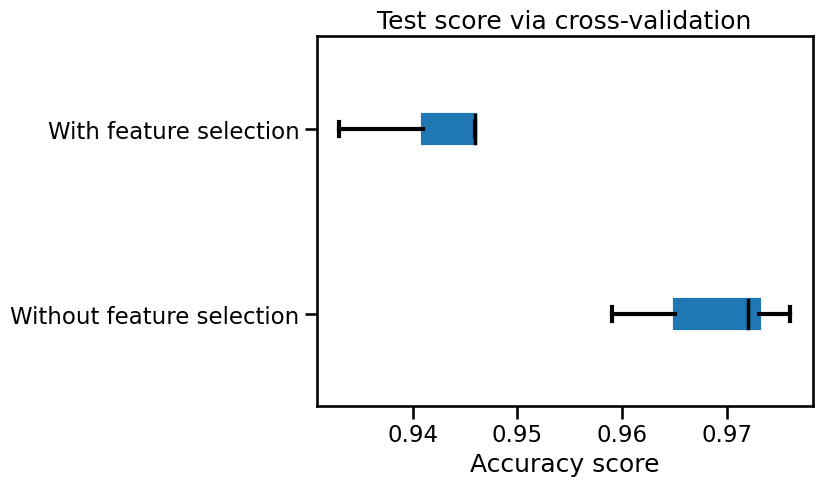 Test score via cross-validation
With feature selection
Without feature selection
0.94 0.95 0.96 0.97
Accuracy score